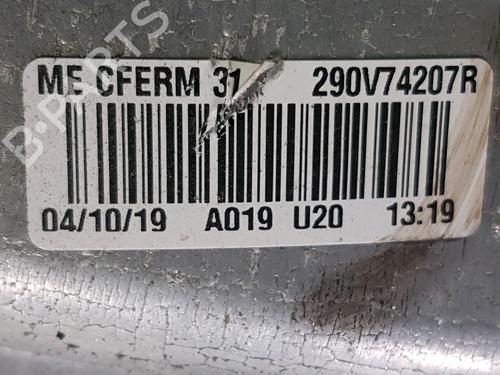 ME CFERM 31 290V74207R
04/10/19 A019 U20 13:19
B-PARTS